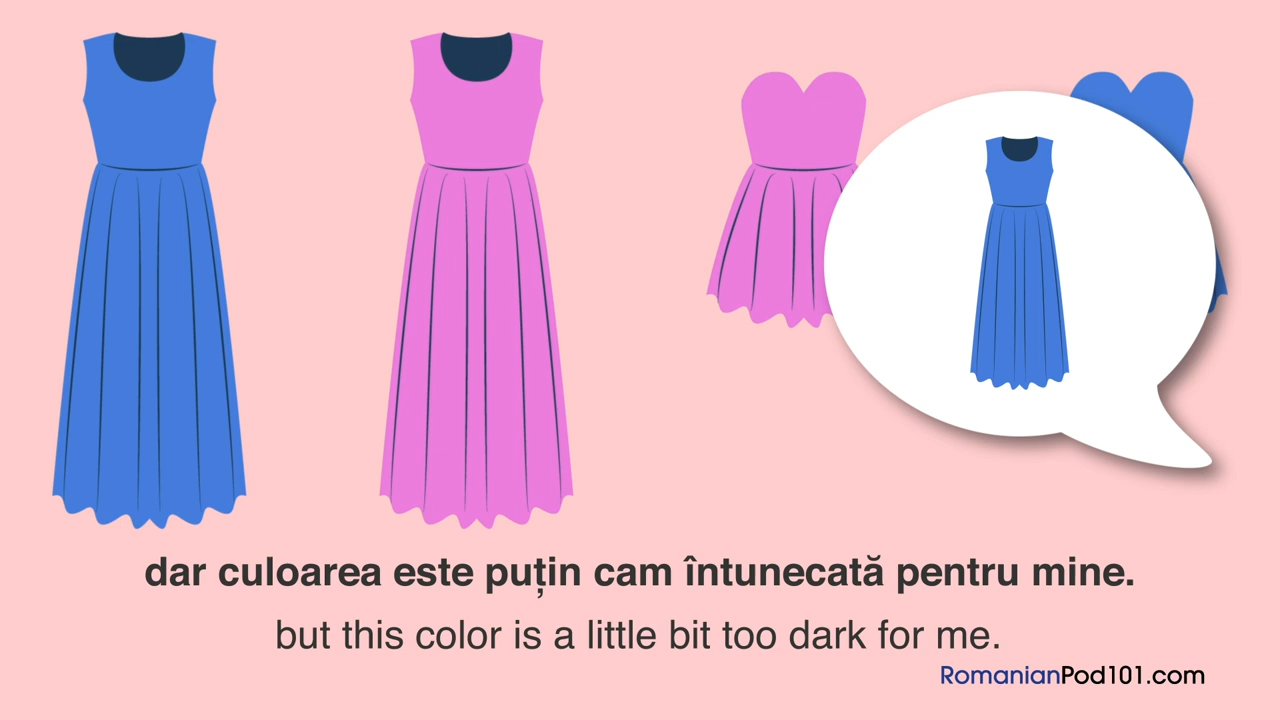 dar culoarea este puțin cam întunecată pentru mine.
but this color is a little bit too dark for me.
RomanianPod101.com